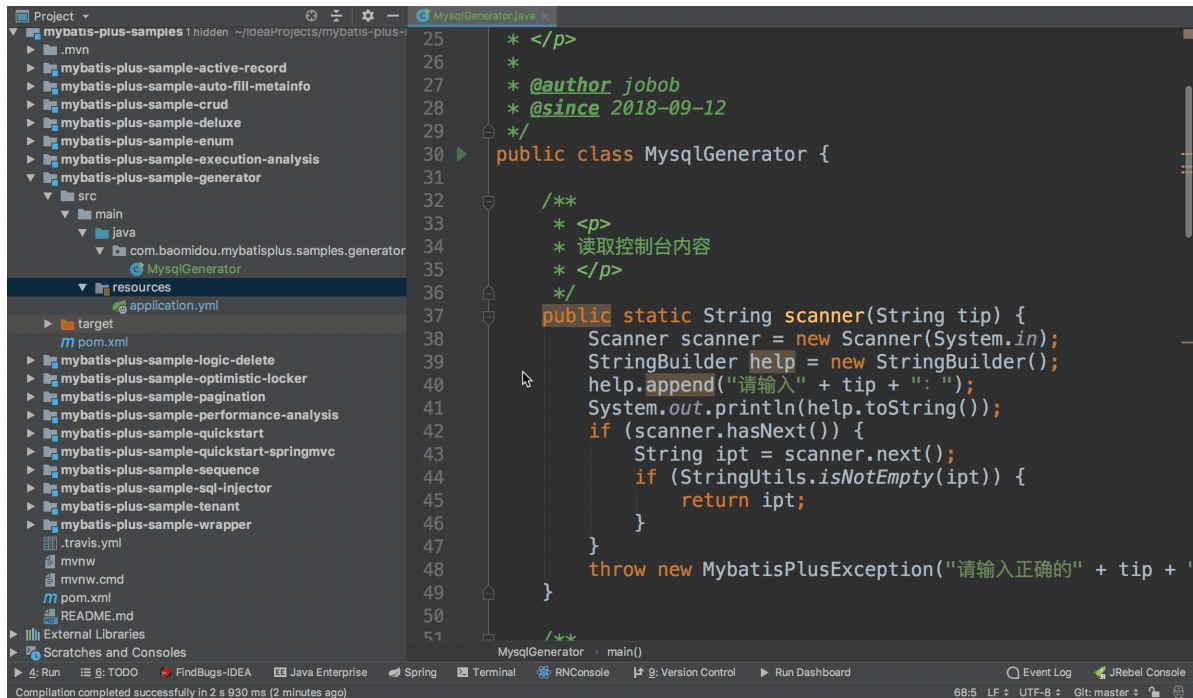 Project
MysqlGenerator.java
mybatis-plus-samples 1 hidden ~/IdeaProjects/mybatis-plus-s
.mvn
mybatis-plus-sample-active-record
mybatis-plus-sample-auto-fill-metainfo
mybatis-plus-sample-crud
mybatis-plus-sample-deluxe
mybatis-plus-sample-enum
mybatis-plus-sample-execution-analysis
mybatis-plus-sample-generator
src
main
java
com.baomidou.mybatisplus.samples.generator
MysqlGenerator
resources
application.yml
target
pom.xml
mybatis-plus-sample-logic-delete
mybatis-plus-sample-optimistic-locker
mybatis-plus-sample-pagination
mybatis-plus-sample-performance-analysis
mybatis-plus-sample-quickstart
mybatis-plus-sample-quickstart-springmvc
mybatis-plus-sample-sequence
mybatis-plus-sample-sql-injector
mybatis-plus-sample-tenant
mybatis-plus-sample-wrapper
.travis.yml
mvnw
mvnw.cmd
pom.xml
README.md
External Libraries
Scratches and Consoles
25 * </p>
26 *
27 * @author jobob
28 * @since 2018-09-12
29 */
30 public class MysqlGenerator {
31
32 /**
33 * <p>
34 * 读取控制台内容
35 * </p>
36 */
37 public static String scanner(String tip) {
38 Scanner scanner = new Scanner(System.in);
39 StringBuilder help = new StringBuilder();
40 help.append("请输入" + tip + "：");
41 System.out.println(help.toString());
42 if (scanner.hasNext()) {
43 String ipt = scanner.next();
44 if (StringUtils.isNotEmpty(ipt)) {
45 return ipt;
46 }
47 }
48 throw new MybatisPlusException("请输入正确的" + tip + "
49 }
50
51 /**
MysqlGenerator › main()
4: Run 6: TODO FindBugs-IDEA Java Enterprise Spring Terminal RNConsole 9: Version Control Run Dashboard Event Log JRebel Console
Compilation completed successfully in 2 s 930 ms (2 minutes ago) 68:5 LF UTF-8 Git: master